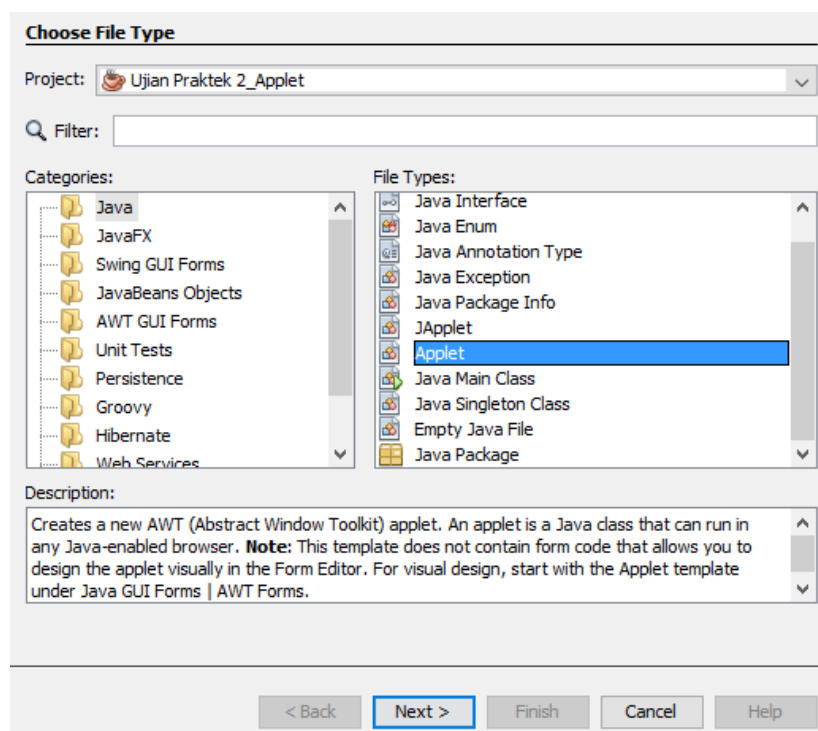 Choose File Type
Project: Ujian Praktek 2_Applet
Filter:
Categories:
Java
JavaFX
Swing GUI Forms
JavaBeans Objects
AWT GUI Forms
Unit Tests
Persistence
Groovy
Hibernate
Web Services
File Types:
Java Interface
Java Enum
Java Annotation Type
Java Exception
Java Package Info
JApplet
Applet
Java Main Class
Java Singleton Class
Empty Java File
Java Package
Description:
Creates a new AWT (Abstract Window Toolkit) applet. An applet is a Java class that can run in
any Java-enabled browser. Note: This template does not contain form code that allows you to
design the applet visually in the Form Editor. For visual design, start with the Applet template
under Java GUI Forms | AWT Forms.
< Back Next > Finish Cancel Help